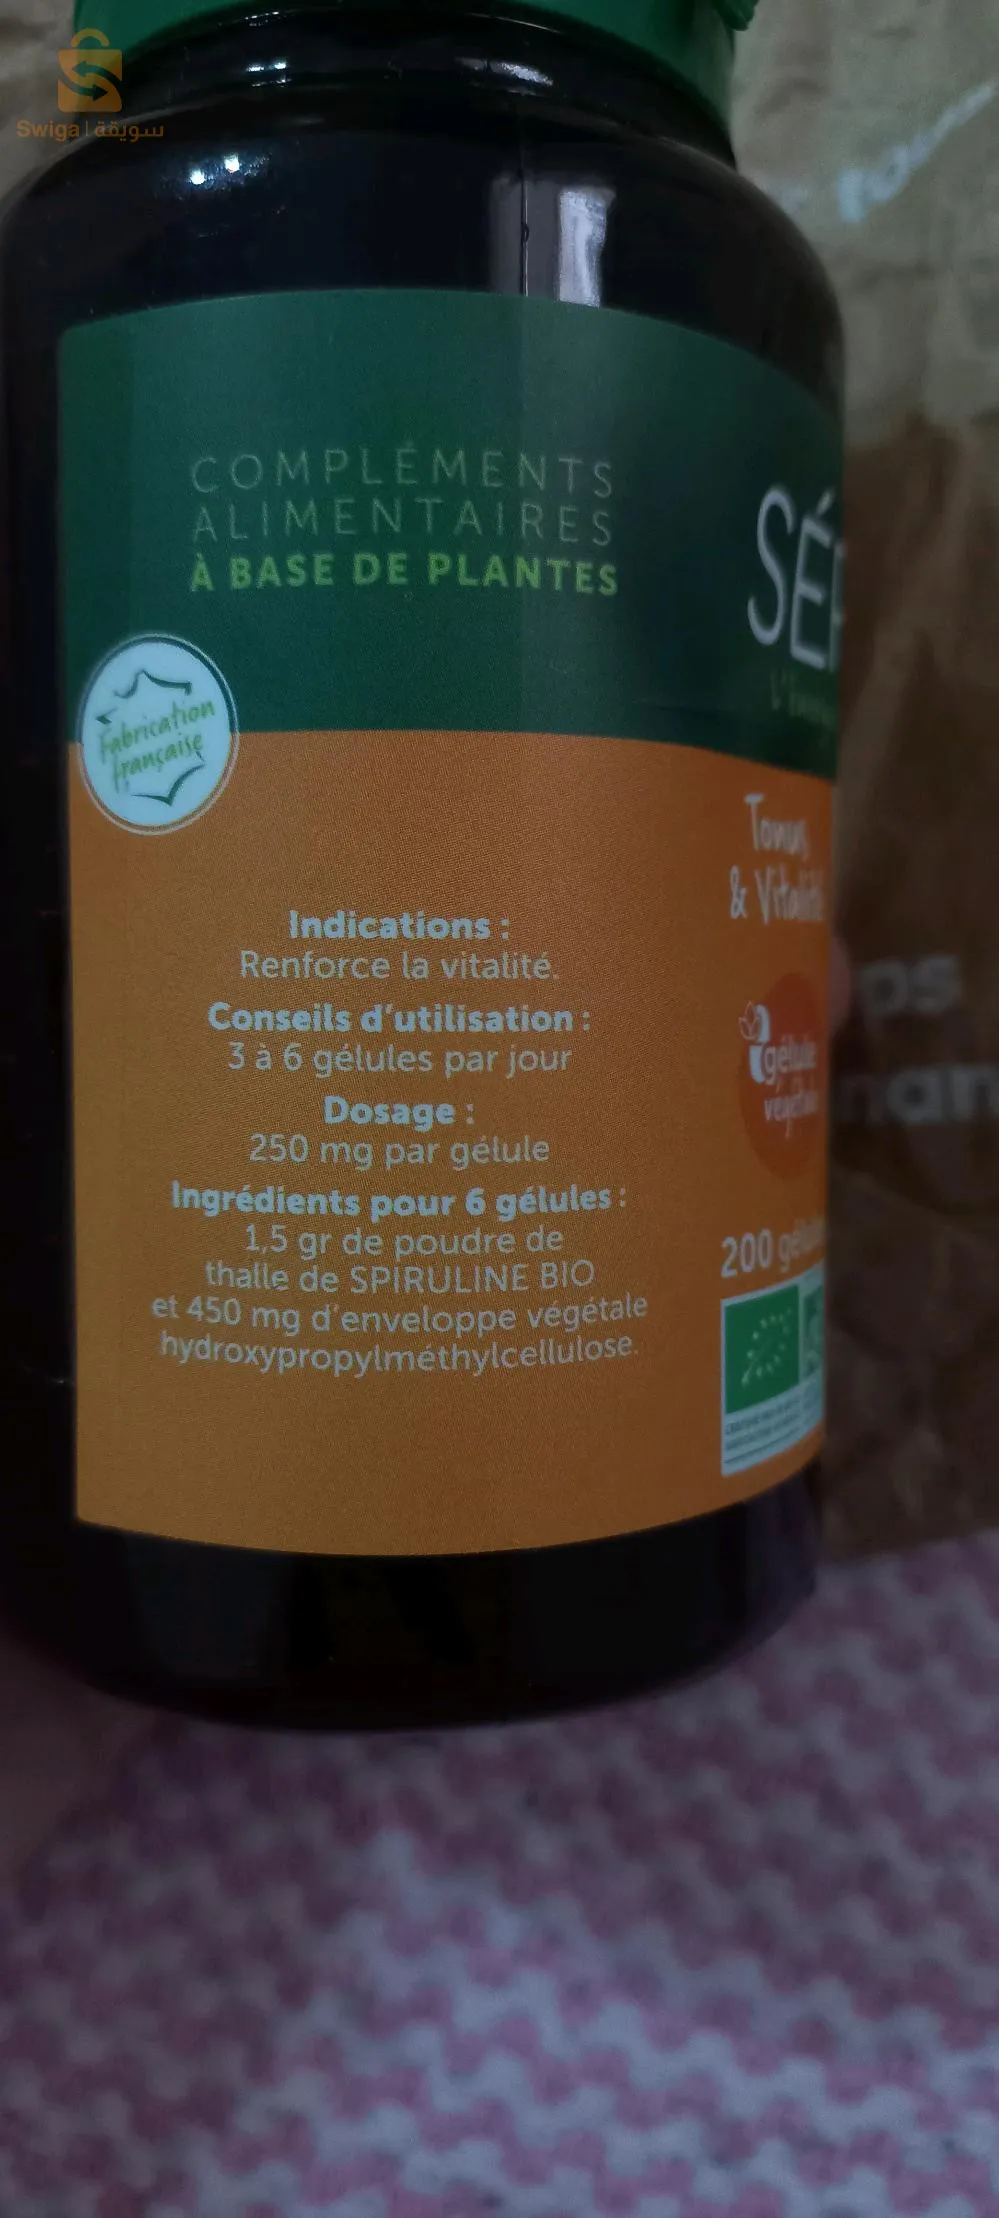 Swiga | سويقة
COMPLÉMENTS
ALIMENTAIRES
À BASE DE PLANTES
Fabrication
française
Indications :
Renforce la vitalité.
Conseils d'utilisation :
3 à 6 gélules par jour
Dosage :
250 mg par gélule
Ingrédients pour 6 gélules :
1,5 gr de poudre de
thalle de SPIRULINE BIO
et 450 mg d'enveloppe végétale
hydroxypropylméthylcellulose.
Tonus
& Vitalité
gélule
végétale
200